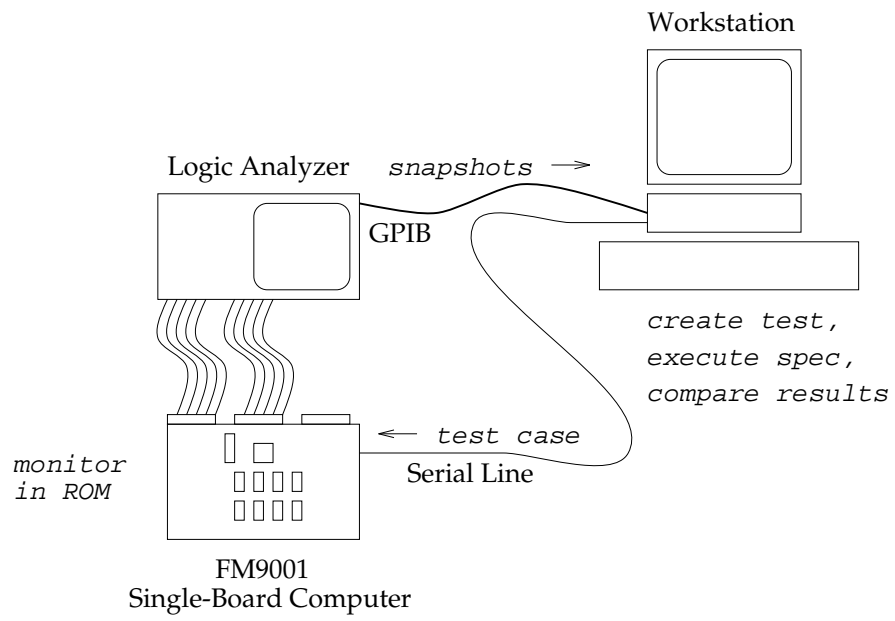 Workstation
Logic Analyzer
snapshots
GPIB
create test,
execute spec,
compare results
test case
monitor
in ROM
Serial Line
FM9001
Single-Board Computer